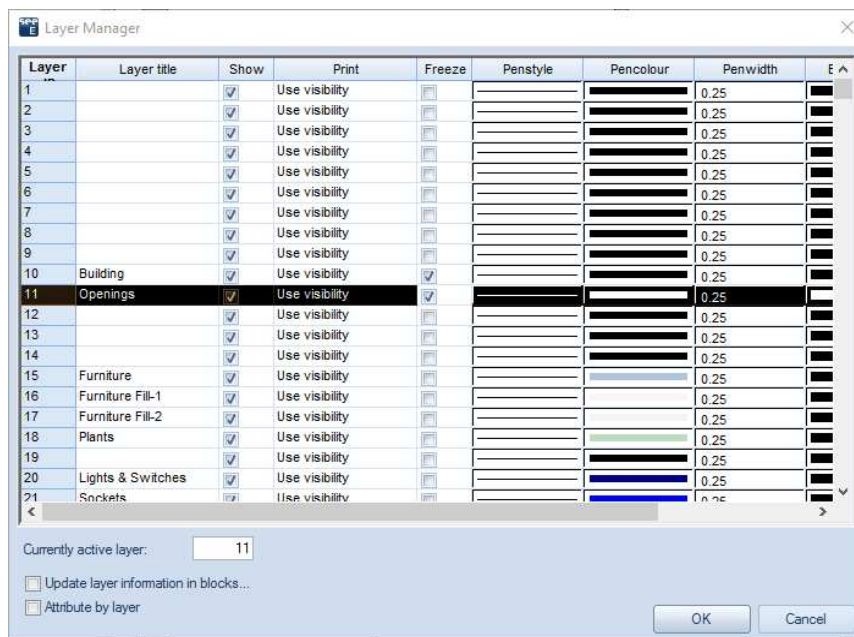 see E Layer Manager
Layer Layer title Show Print Freeze Penstyle Pencolour Penwidth
1 Use visibility 0.25
2 Use visibility 0.25
3 Use visibility 0.25
4 Use visibility 0.25
5 Use visibility 0.25
6 Use visibility 0.25
7 Use visibility 0.25
8 Use visibility 0.25
9 Use visibility 0.25
10 Building Use visibility 0.25
11 Openings Use visibility 0.25
12 Use visibility 0.25
13 Use visibility 0.25
14 Use visibility 0.25
15 Furniture Use visibility 0.25
16 Furniture Fill-1 Use visibility 0.25
17 Furniture Fill-2 Use visibility 0.25
18 Plants Use visibility 0.25
19 Use visibility 0.25
20 Lights & Switches Use visibility 0.25
21 Sockets Use visibility 0.25
Currently active layer: 11
Update layer information in blocks...
Attribute by layer
OK Cancel